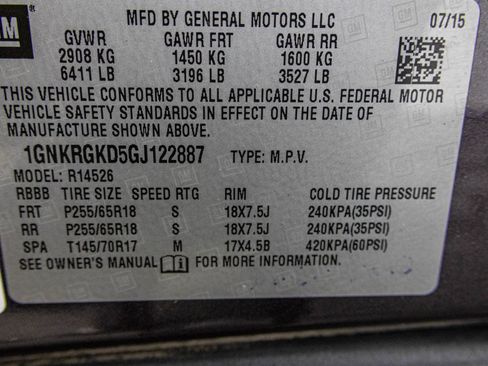 GM
MFD BY GENERAL MOTORS LLC 07/15
GVWR GAWR FRT GAWR RR
2908 KG 1450 KG 1600 KG
6411 LB 3196 LB 3527 LB
THIS VEHICLE CONFORMS TO ALL APPLICABLE U.S. FEDERAL MOTOR
VEHICLE SAFETY STANDARDS IN EFFECT ON THE DATE OF
MANUFACTURE SHOWN ABOVE.
1GNKRGKD5GJ122887 TYPE: M.P.V.
MODEL: R14526
RBBB TIRE SIZE SPEED RTG RIM COLD TIRE PRESSURE
FRT P255/65R18 S 18X7.5J 240KPA(35PSI)
RR P255/65R18 S 18X7.5J 240KPA(35PSI)
SPA T145/70R17 M 17X4.5B 420KPA(60PSI)
SEE OWNER'S MANUAL FOR MORE INFORMATION.